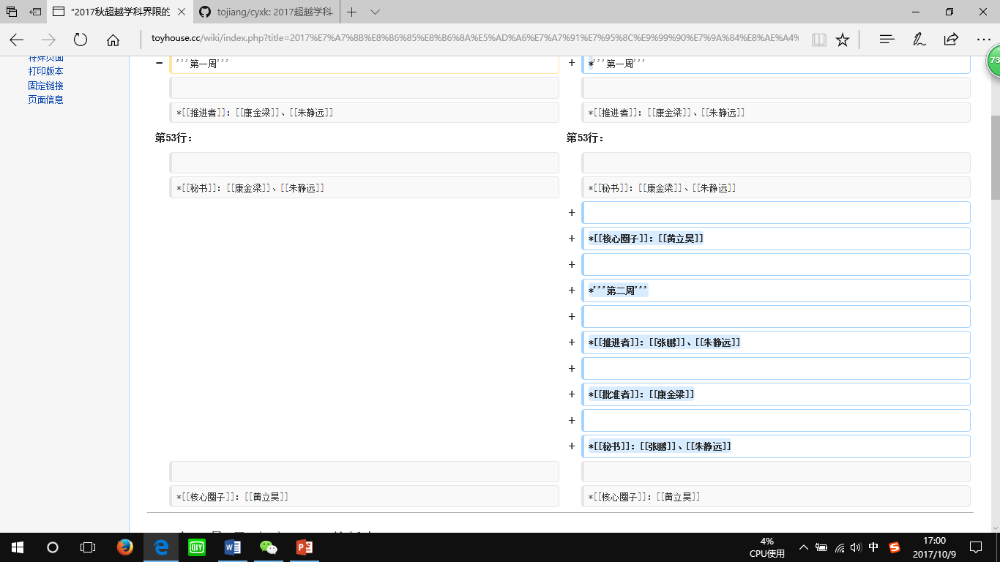 “2017秋超越学科界限的
tojiang/cyxk: 2017超越学科
toyhouse.cc/wiki/index.php?title=2017%E7%A7%8B%E8%B6%85%E8%B6%8A%E5%AD%A6%E7%A7%91%E7%95%8C%E9%99%90%E7%9A%84%E8%AE%A4%
73
特殊页面
打印版本
固定链接
页面信息
− '''第一周''' + *'''第一周'''
*[[推进者]]：[[康金梁]]、[[朱静远]] *[[推进者]]：[[康金梁]]、[[朱静远]]
第53行： 第53行：
*[[秘书]]：[[康金梁]]、[[朱静远]] *[[秘书]]：[[康金梁]]、[[朱静远]]
+
+ *[[核心圈子]]：[[黄立昊]]
+
+ *'''第二周'''
+
+ *[[推进者]]：[[张鹏]]、[[朱静远]]
+
+ *[[批准者]]：[[康金梁]]
+
+ *[[秘书]]：[[张鹏]]、[[朱静远]]
*[[核心圈子]]：[[黄立昊]] *[[核心圈子]]：[[黄立昊]]
4%
CPU使用
中
17:00
2017/10/9